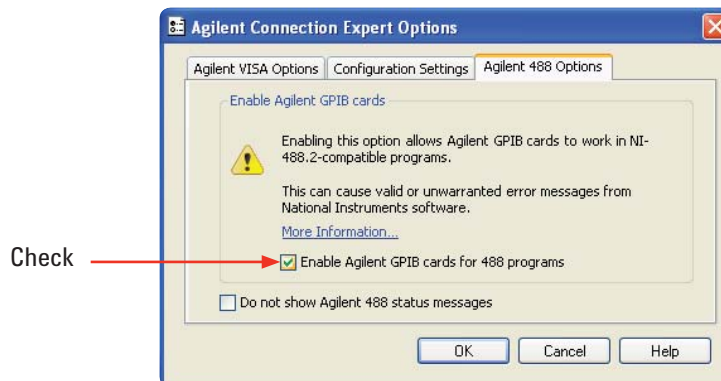 Agilent Connection Expert Options
Agilent VISA Options Configuration Settings Agilent 488 Options
Enable Agilent GPIB cards
Enabling this option allows Agilent GPIB cards to work in NI-
488.2-compatible programs.
This can cause valid or unwarranted error messages from
National Instruments software.
More Information...
Check
Enable Agilent GPIB cards for 488 programs
Do not show Agilent 488 status messages
OK Cancel Help